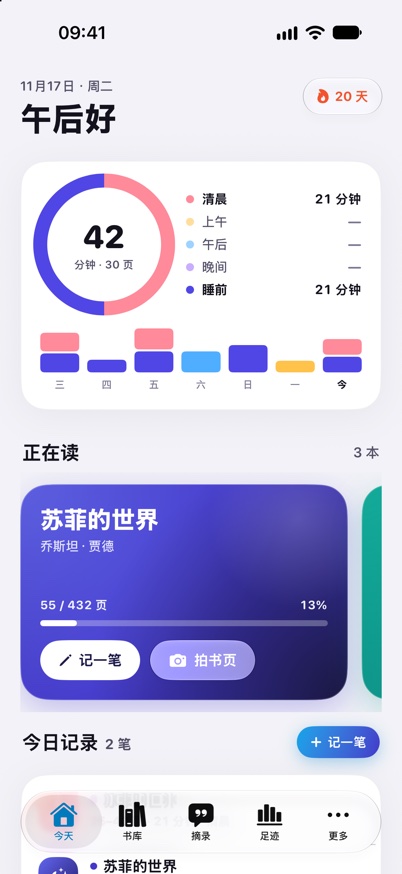 09:41
11月17日 · 周二
午后好
20 天
42
分钟 · 30 页
清晨 21 分钟
上午 —
午后 —
晚间 —
睡前 21 分钟
三 四 五 六 日 一 今
正在读
3 本
苏菲的世界
乔斯坦 · 贾德
55 / 432 页
13%
记一笔
拍书页
今日记录 2 笔
+ 记一笔
今天 书库 摘录 足迹 更多
苏菲的世界